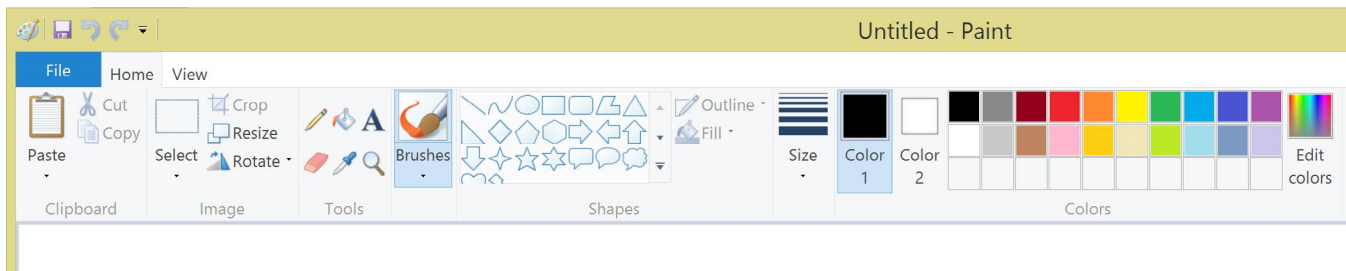 Untitled - Paint
File Home View
Cut
Copy
Paste
Clipboard
Crop
Resize
Rotate
Select
Image
A
Tools
Brushes
Outline
Fill
Shapes
Size
Color 1
Color 2
Edit colors
Colors